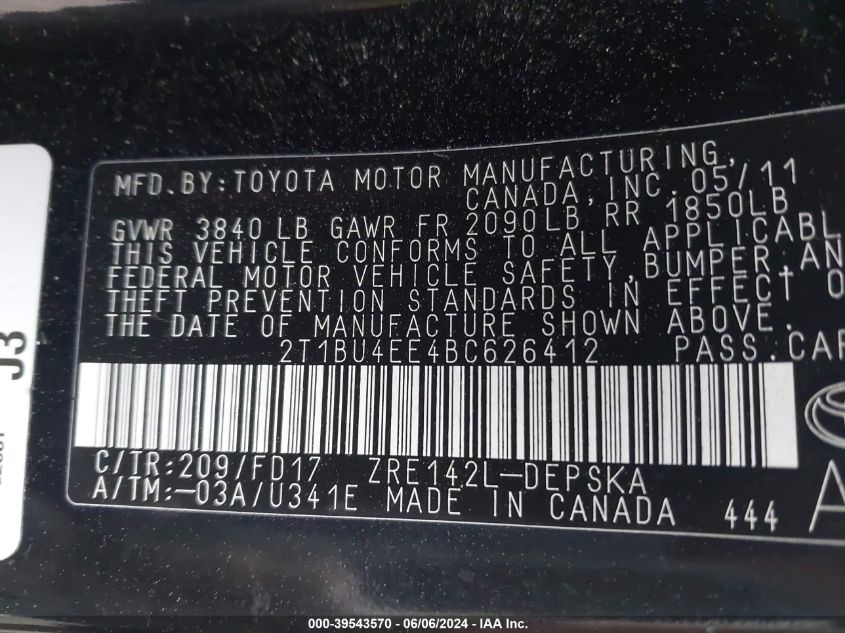 MFD.BY:TOYOTA MOTOR MANUFACTURING,
CANADA, INC. 05/11
GVWR 3840 LB GAWR FR 2090LB RR 1850LB
THIS VEHICLE CONFORMS TO ALL APPLICABL
FEDERAL MOTOR VEHICLE SAFETY, BUMPER, AN
THEFT PREVENTION STANDARDS IN EFFECT O
THE DATE OF MANUFACTURE SHOWN ABOVE.
2T1BU4EE4BC626412 PASS.CAR
C/TR:209/FD17 ZRE142L-DEPSKA
A/TM:-03A/U341E MADE IN CANADA 444
A
J3
000-39543570 - 06/06/2024 - IAA Inc.